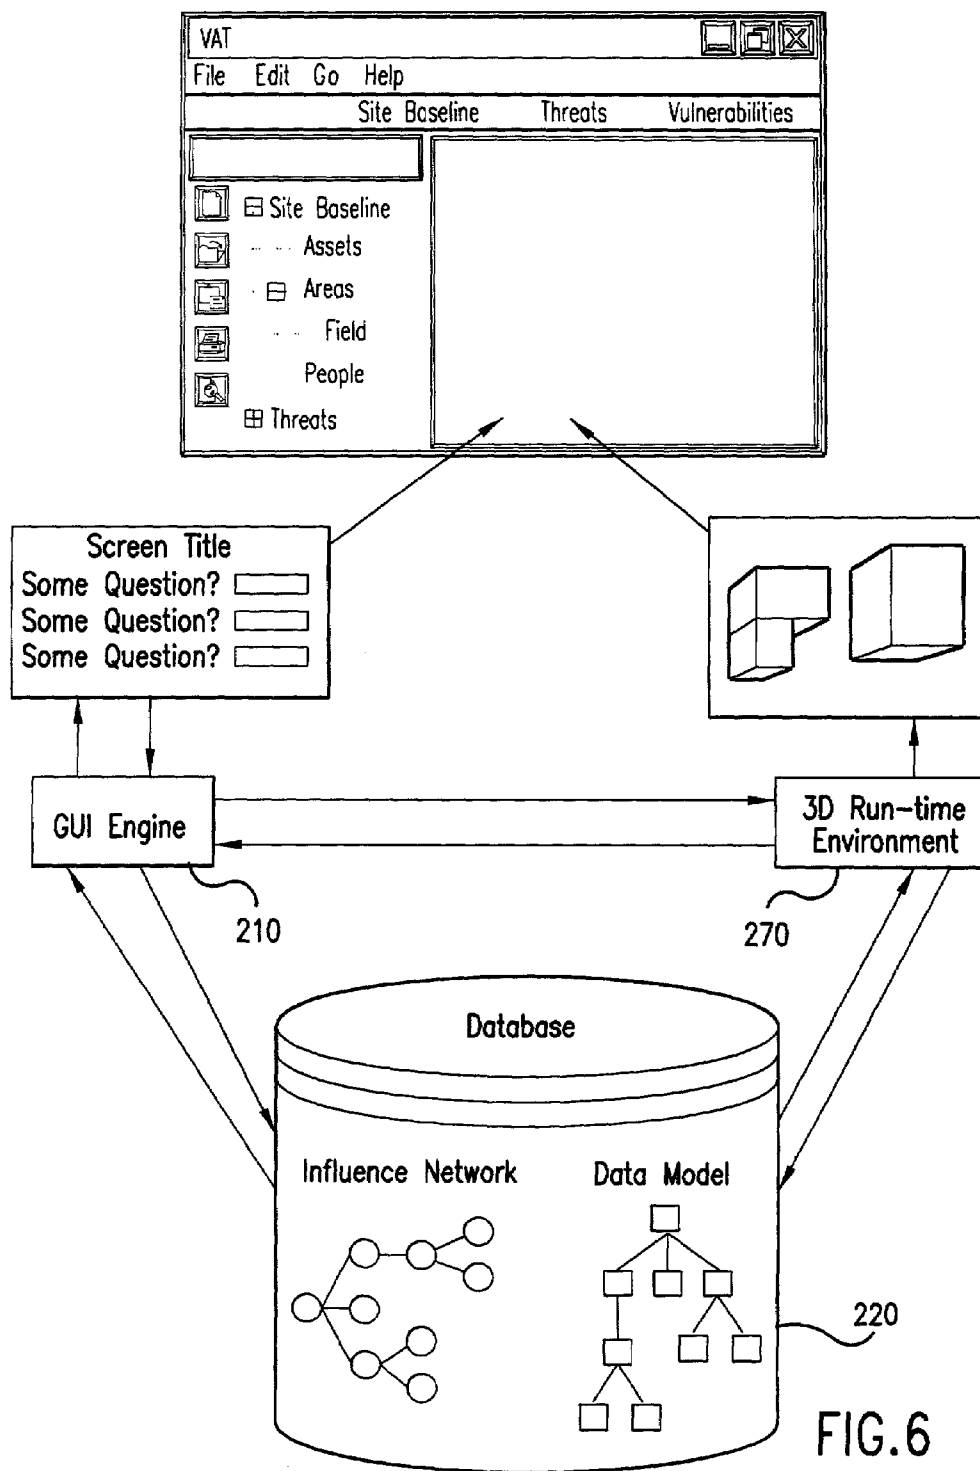 VAT
File Edit Go Help
Site Baseline Threats Vulnerabilities
Site Baseline
Assets
Areas
Field
People
Threats
Screen Title
Some Question?
Some Question?
Some Question?
GUI Engine
3D Run-time
Environment
210
270
Database
Influence Network
Data Model
220
FIG.6